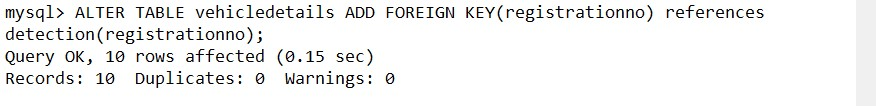 mysql> ALTER TABLE vehicledetails ADD FOREIGN KEY(registrationno) references
detection(registrationno);
Query OK, 10 rows affected (0.15 sec)
Records: 10  Duplicates: 0  Warnings: 0